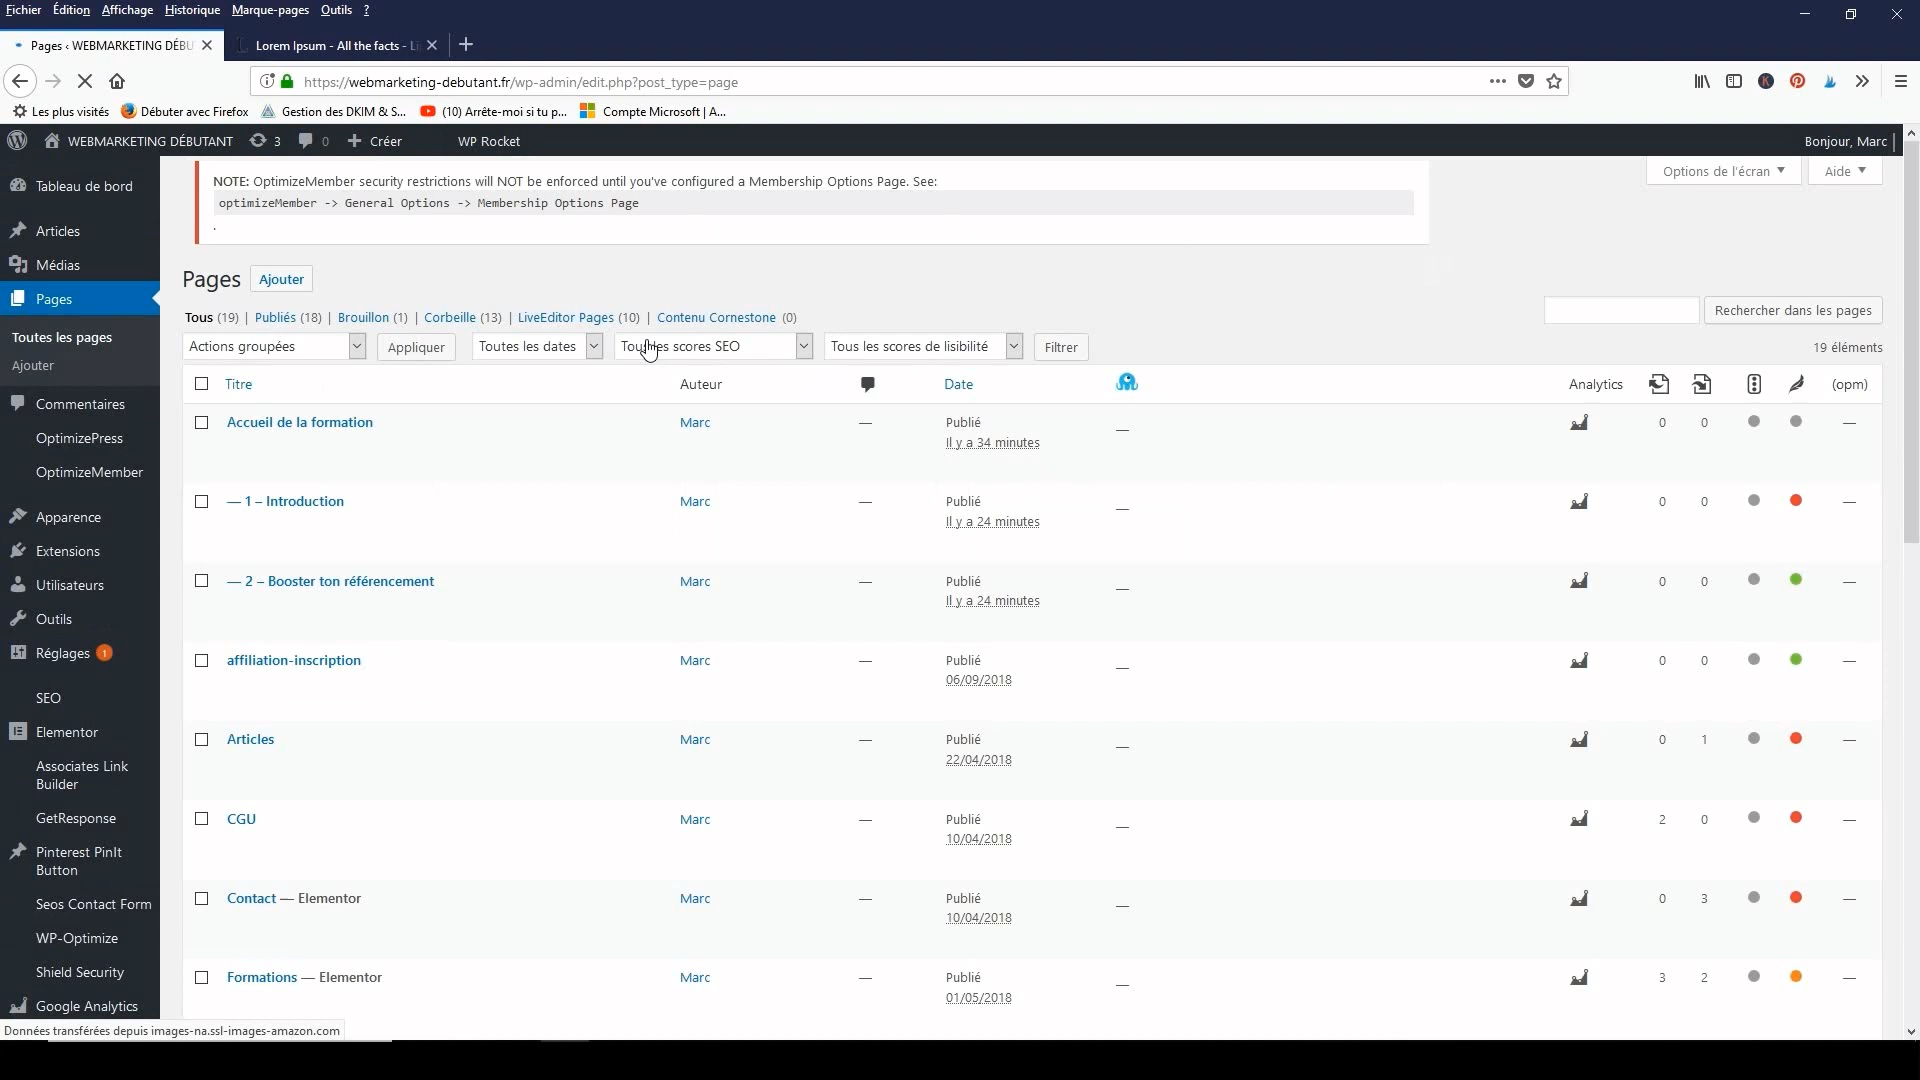 Fichier Édition Affichage Historique Marque-pages Outils ?
Pages ‹ WEBMARKETING DÉBU
Lorem Ipsum - All the facts - Li
https://webmarketing-debutant.fr/wp-admin/edit.php?post_type=page
Les plus visités Débuter avec Firefox Gestion des DKIM & S... (10) Arrête-moi si tu p... Compte Microsoft | A...
WEBMARKETING DÉBUTANT 3 0 Créer WP Rocket Bonjour, Marc
Options de l'écran Aide
NOTE: OptimizeMember security restrictions will NOT be enforced until you've configured a Membership Options Page. See:
optimizeMember -> General Options -> Membership Options Page
.
Tableau de bord
Articles
Médias
Pages
Toutes les pages
Ajouter
Commentaires
OptimizePress
OptimizeMember
Apparence
Extensions
Utilisateurs
Outils
Réglages 1
SEO
Elementor
Associates Link
Builder
GetResponse
Pinterest PinIt
Button
Seos Contact Form
WP-Optimize
Shield Security
Google Analytics
Pages Ajouter
Tous (19) | Publiés (18) | Brouillon (1) | Corbeille (13) | LiveEditor Pages (10) | Contenu Cornestone (0)
Rechercher dans les pages
Actions groupées Appliquer Toutes les dates Tous les scores SEO Tous les scores de lisibilité Filtrer 19 éléments
Titre Auteur Date Analytics (opm)
Accueil de la formation Marc — Publié — 0 0 —
Il y a 34 minutes
— 1 – Introduction Marc — Publié — 0 0 —
Il y a 24 minutes
— 2 – Booster ton référencement Marc — Publié — 0 0 —
Il y a 24 minutes
affiliation-inscription Marc — Publié — 0 0 —
06/09/2018
Articles Marc — Publié — 0 1 —
22/04/2018
CGU Marc — Publié — 2 0 —
10/04/2018
Contact — Elementor Marc — Publié — 0 3 —
10/04/2018
Formations — Elementor Marc — Publié — 3 2 —
01/05/2018
Données transférées depuis images-na.ssl-images-amazon.com